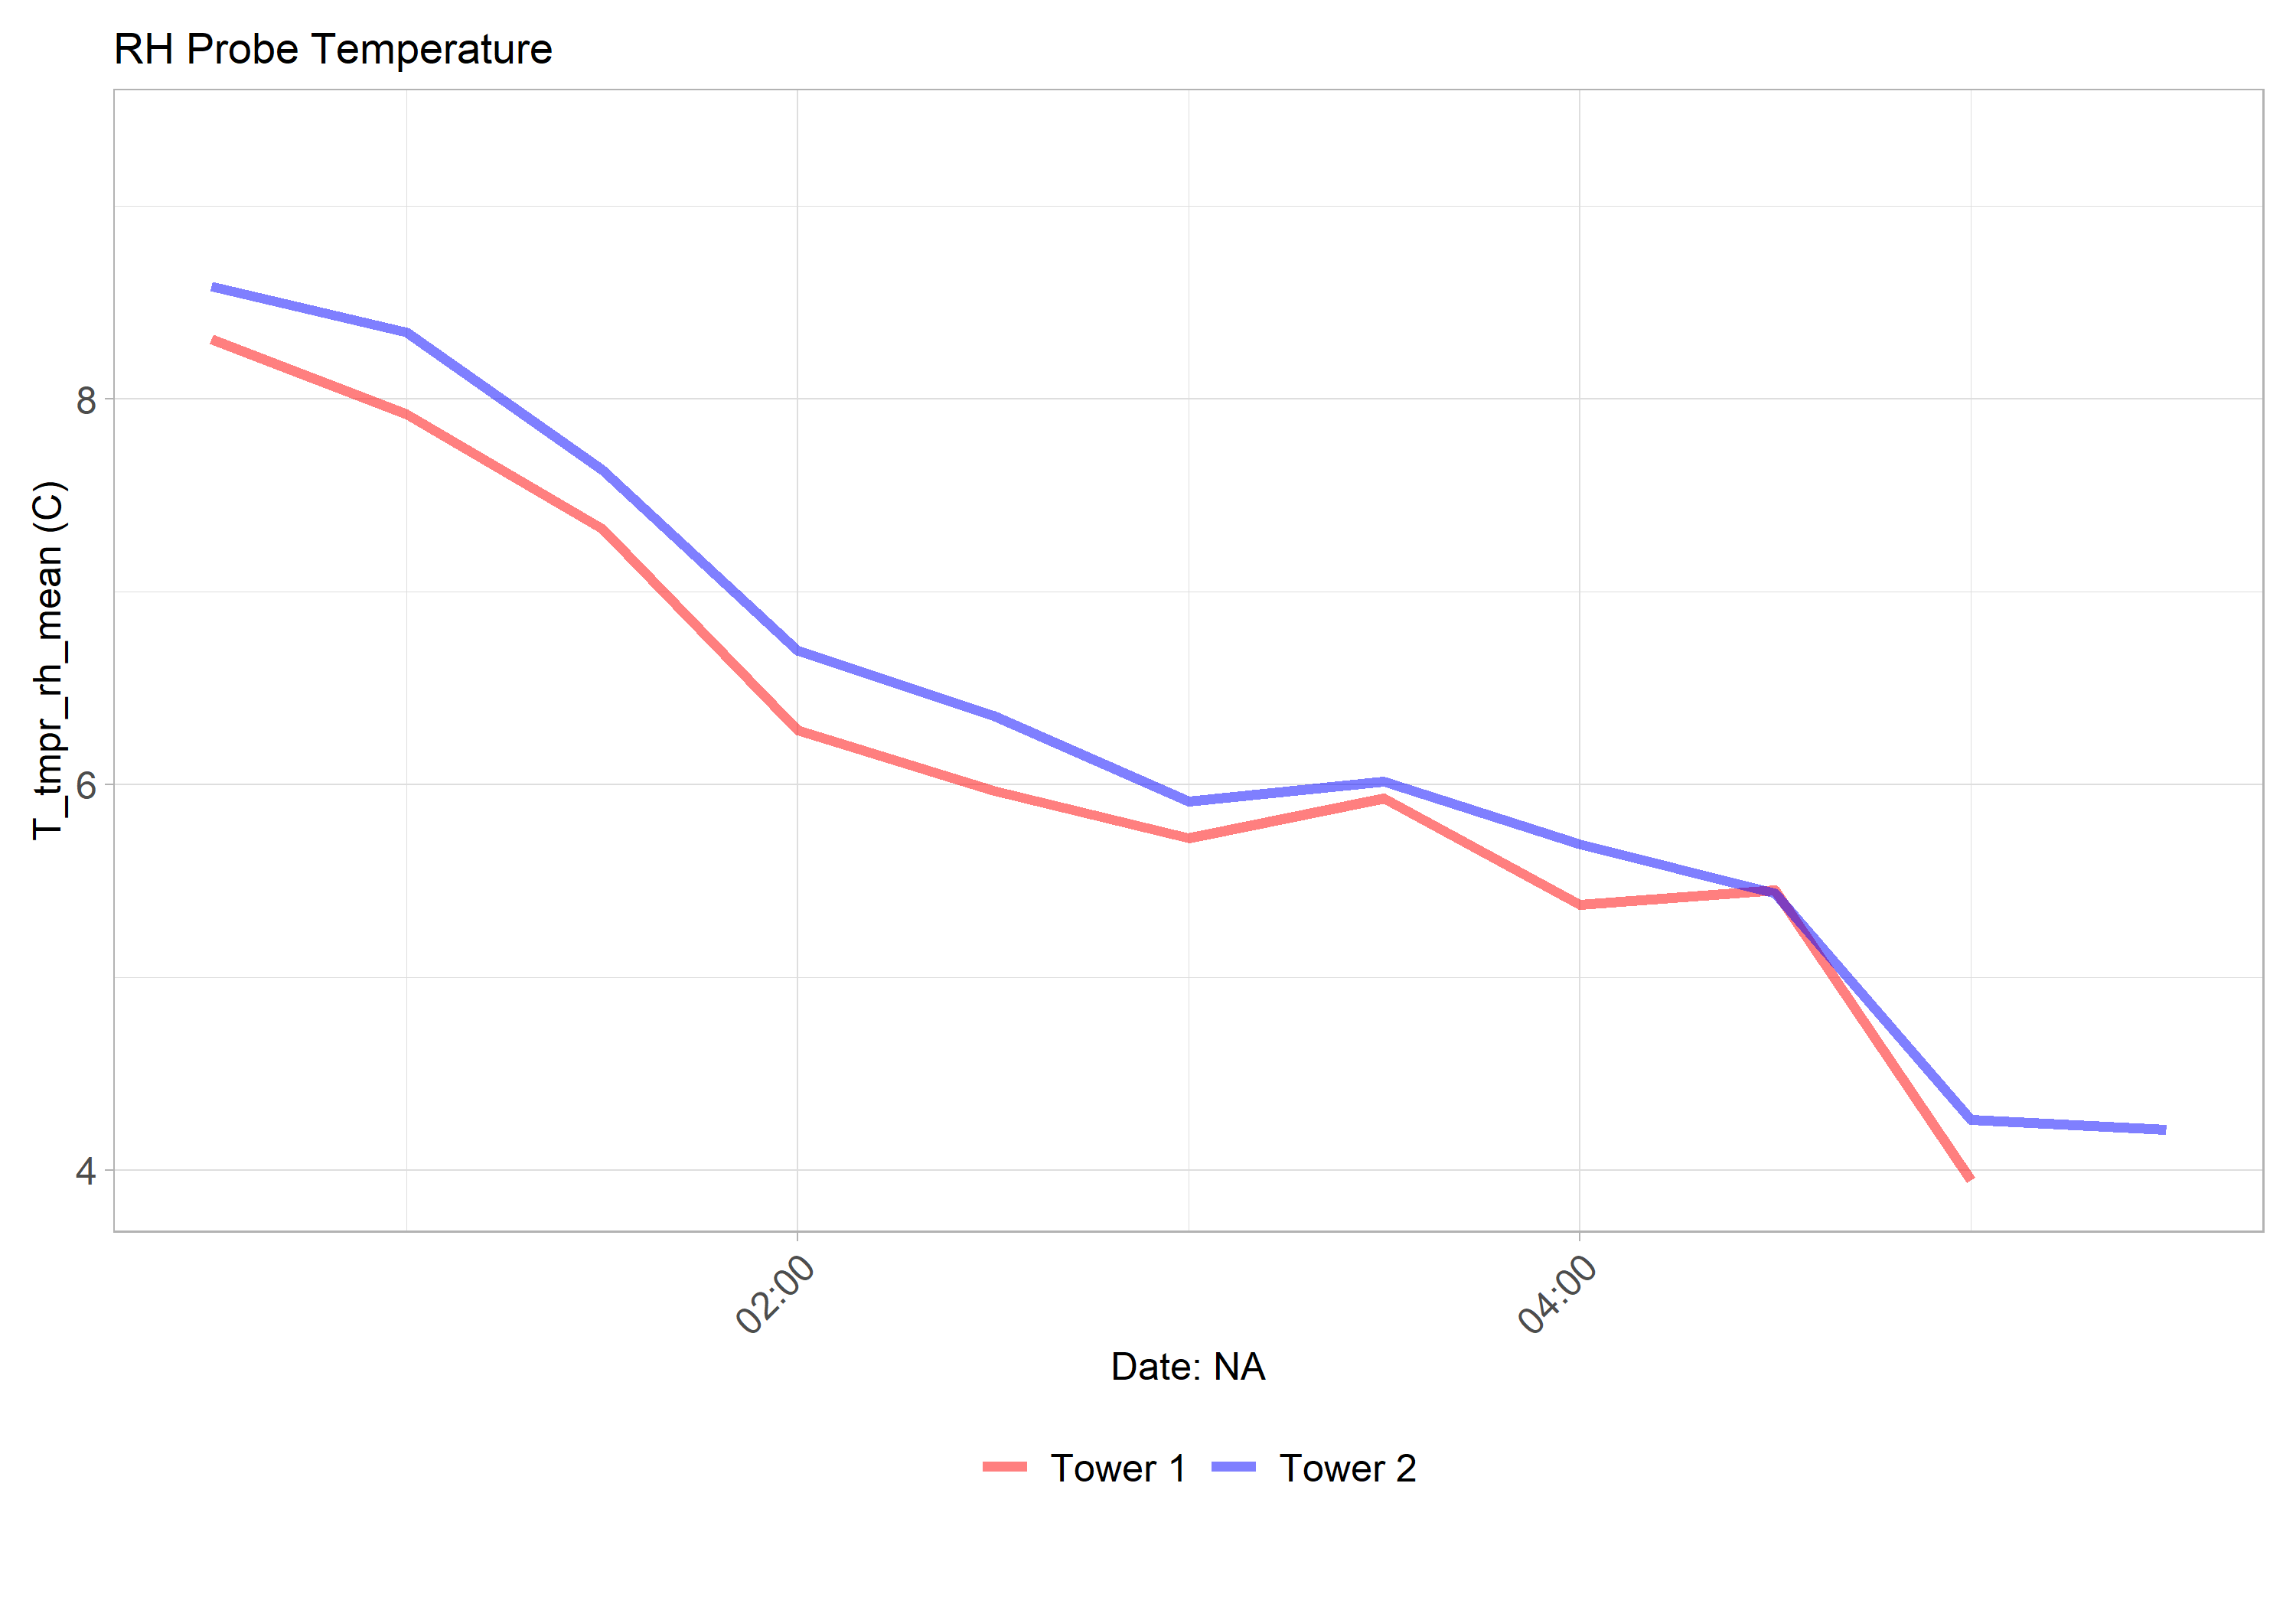 RH Probe Temperature
T_tmpr_rh_mean (C)
8
6
4
02:00
04:00
Date: NA
Tower 1
Tower 2